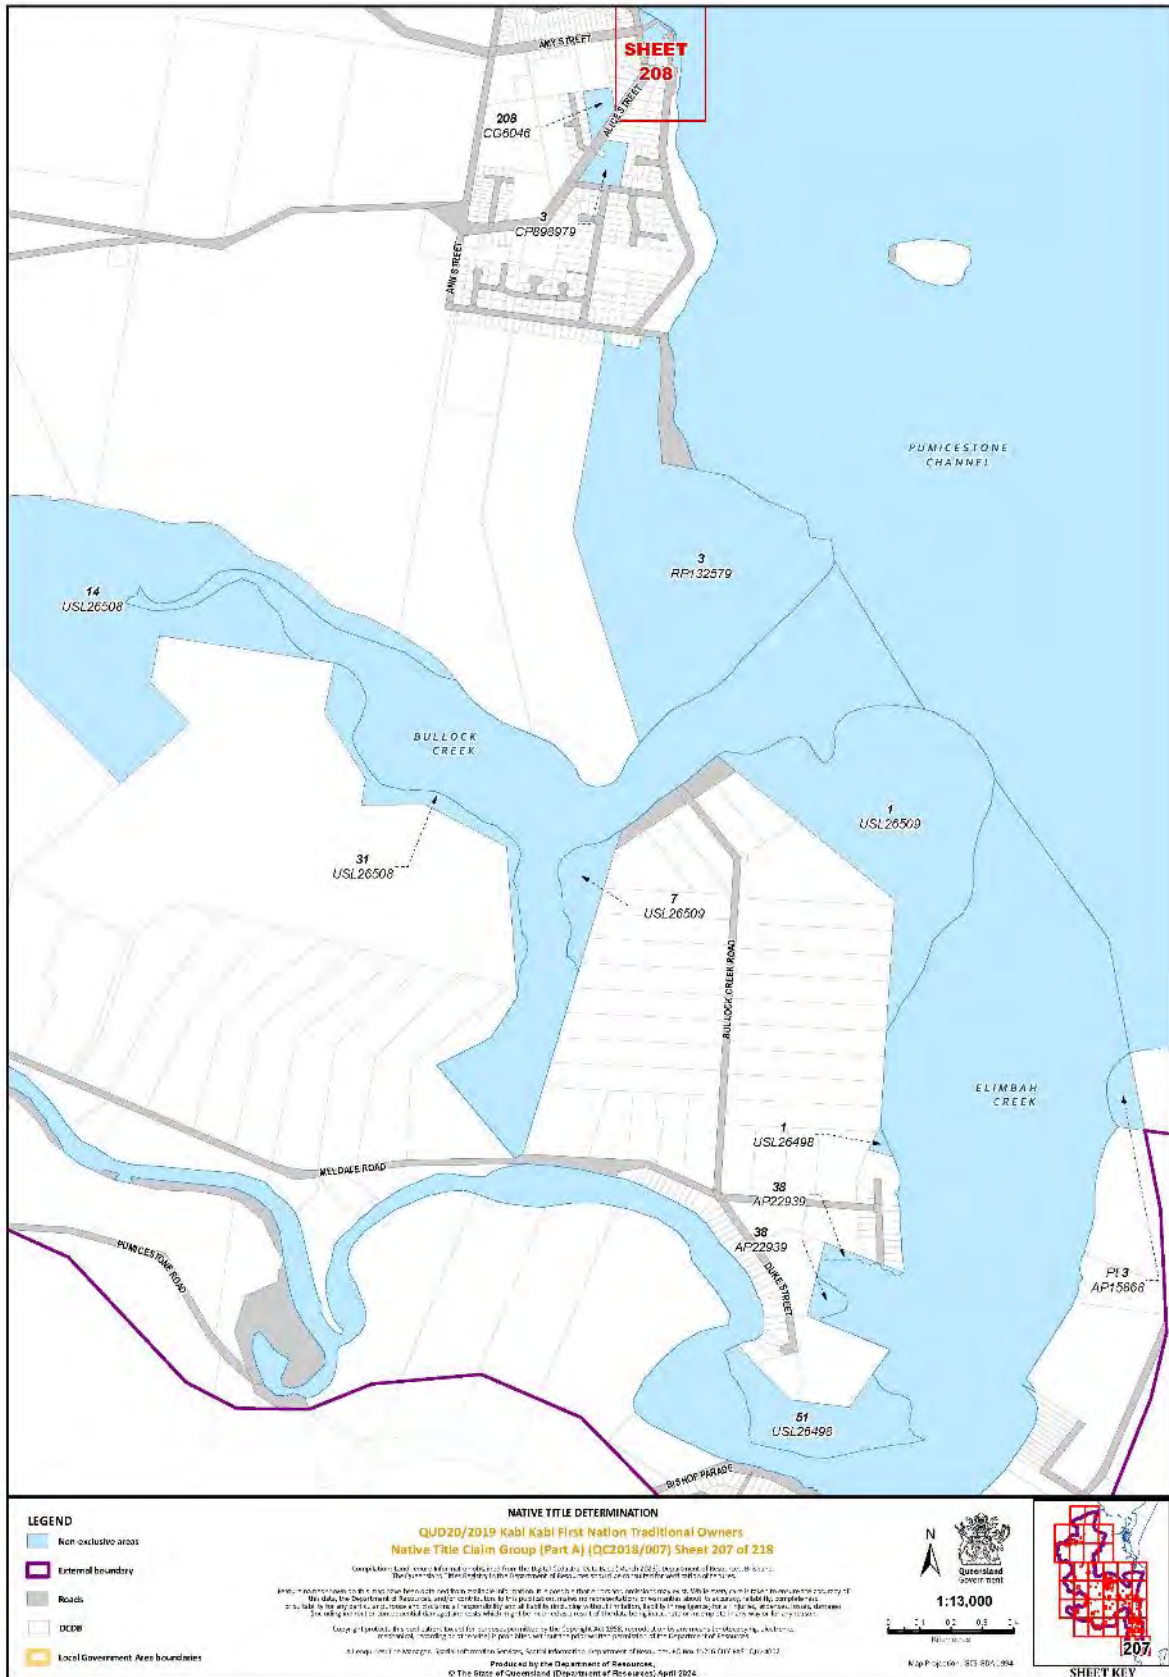 AMY STREET
SHEET
208
208
CG6046
ALICE STREET
3
CP898979
ANN STREET
PUMICESTONE
CHANNEL
3
RP132579
14
USL26508
BULLOCK
CREEK
1
USL26509
31
USL26508
7
USL26509
BULLOCK CREEK ROAD
ELIMBAH
CREEK
1
USL26498
MELDALE ROAD
38
AP22939
38
AP22939
PUMICESTONE ROAD
DUKE STREET
Pt 3
AP15666
51
USL26498
BISHOP PARADE
LEGEND
Non-exclusive areas
External boundary
Roads
DCDB
Local Government Area boundaries
NATIVE TITLE DETERMINATION
QUD20/2019 Kabi Kabi First Nation Traditional Owners
Native Title Claim Group (Part A) (QC2018/007) Sheet 207 of 218
Produced by the Department of Resources.
© The State of Queensland (Department of Resources) April 2024
N
Queensland
Government
1:13,000
Kilometres
207
SHEET KEY